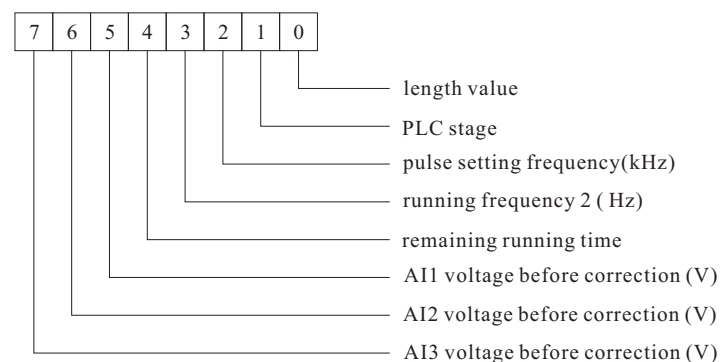 7 6 5 4 3 2 1 0
length value
PLC stage
pulse setting frequency(kHz)
running frequency 2 ( Hz)
remaining running time
AI1 voltage before correction (V)
AI2 voltage before correction (V)
AI3 voltage before correction (V)